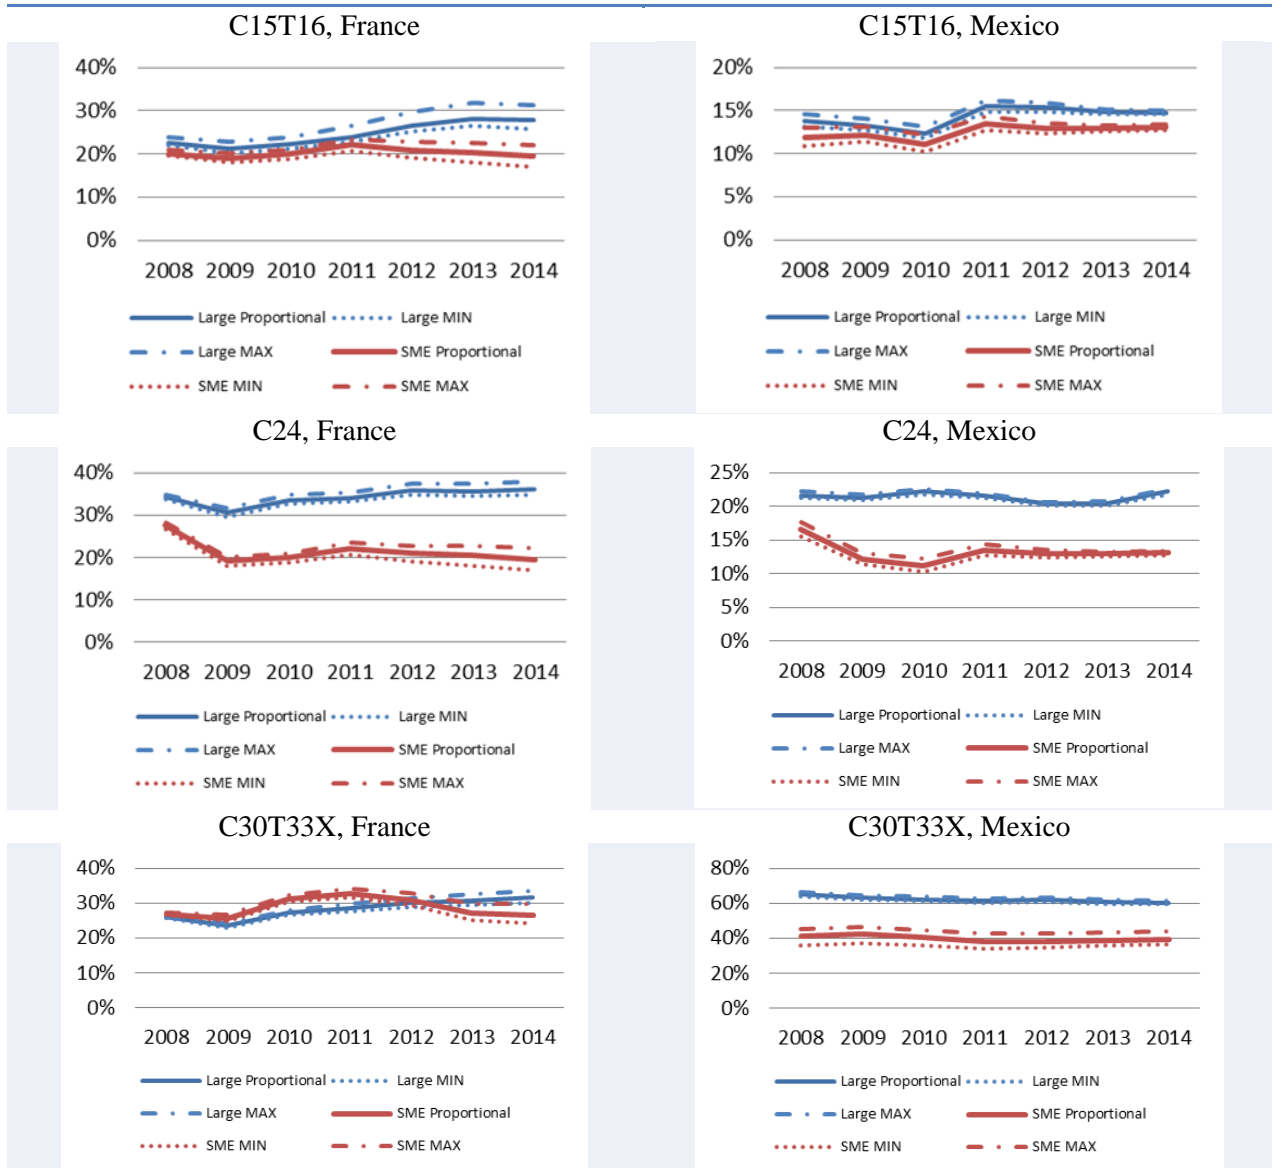 C15T16, France
40%
30%
20%
10%
0%
2008 2009 2010 2011 2012 2013 2014
Large Proportional Large MIN
Large MAX SME Proportional
SME MIN SME MAX
C15T16, Mexico
20%
15%
10%
5%
0%
2008 2009 2010 2011 2012 2013 2014
Large Proportional Large MIN
Large MAX SME Proportional
SME MIN SME MAX
C24, France
40%
30%
20%
10%
0%
2008 2009 2010 2011 2012 2013 2014
Large Proportional Large MIN
Large MAX SME Proportional
SME MIN SME MAX
C24, Mexico
25%
20%
15%
10%
5%
0%
2008 2009 2010 2011 2012 2013 2014
Large Proportional Large MIN
Large MAX SME Proportional
SME MIN SME MAX
C30T33X, France
40%
30%
20%
10%
0%
2008 2009 2010 2011 2012 2013 2014
Large Proportional Large MIN
Large MAX SME Proportional
SME MIN SME MAX
C30T33X, Mexico
80%
60%
40%
20%
0%
2008 2009 2010 2011 2012 2013 2014
Large Proportional Large MIN
Large MAX SME Proportional
SME MIN SME MAX